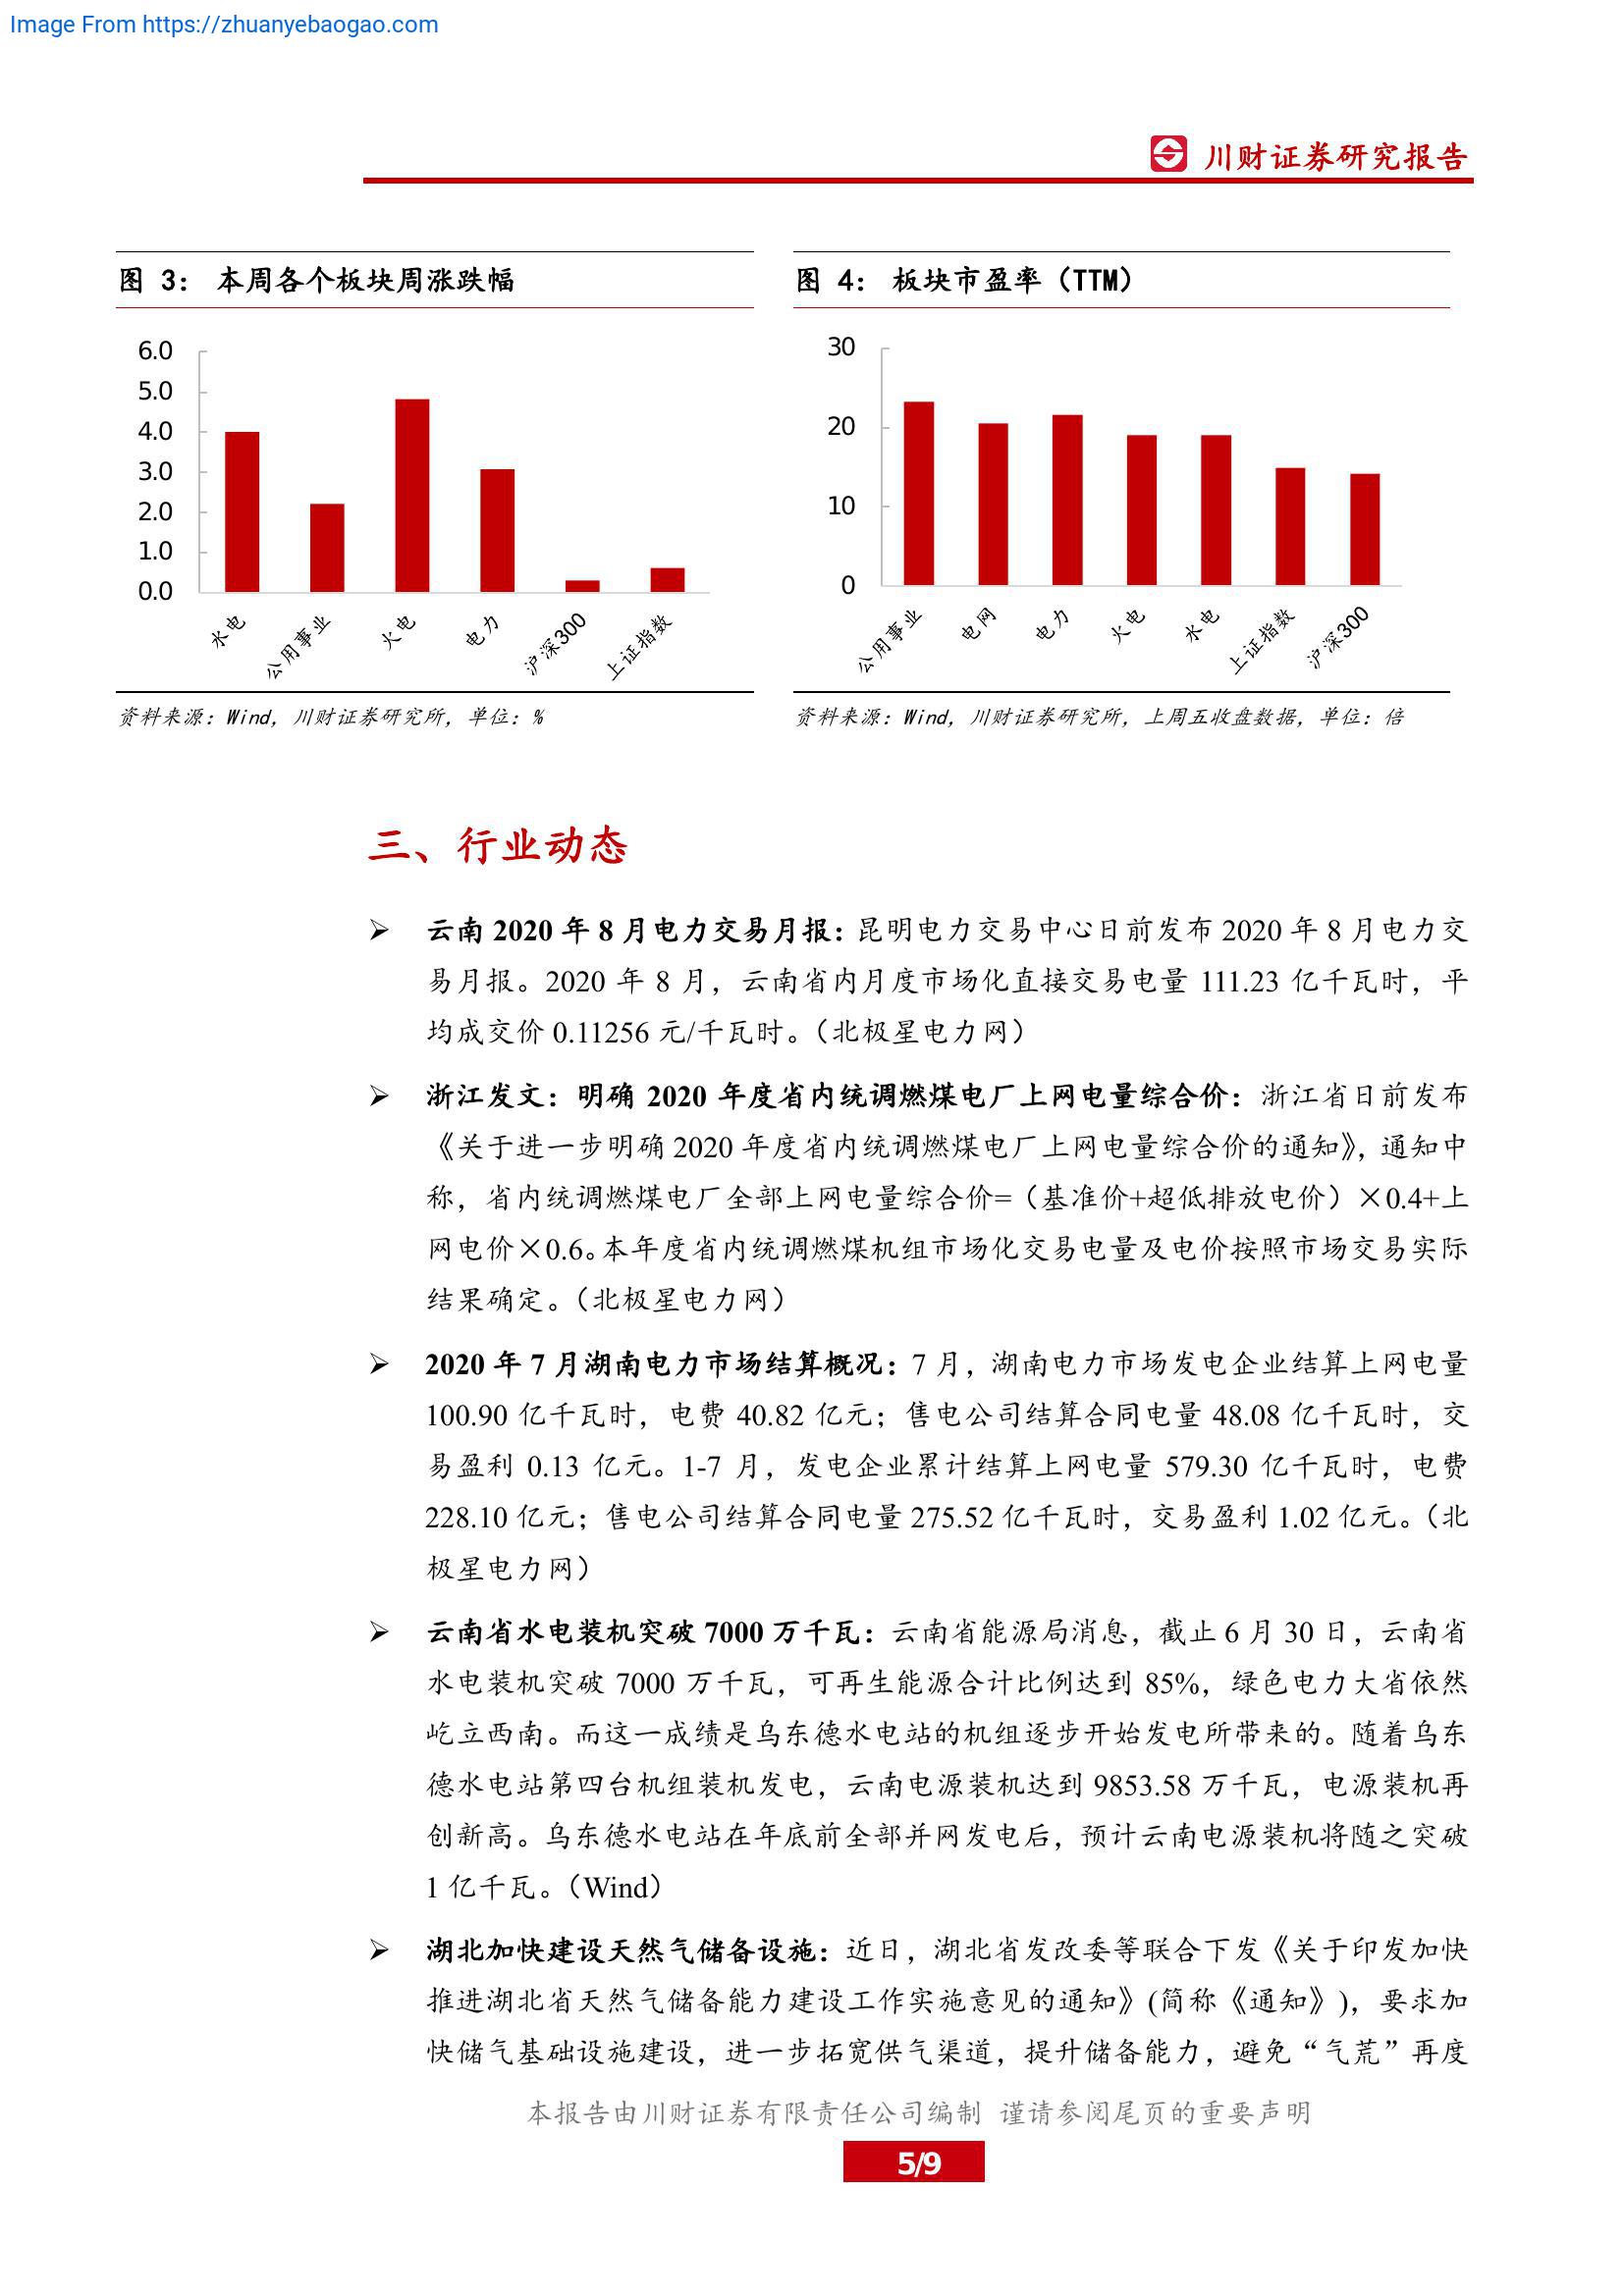 Image From https://zhuanyebaogao.com
川财证券研究报告
图 3： 本周各个板块周涨跌幅
6.0
5.0
4.0
3.0
2.0
1.0
0.0
水电
公用事业
火电
电力
沪深300
上证指数
资料来源：Wind，川财证券研究所，单位：%
图 4： 板块市盈率（TTM）
30
20
10
0
公用事业
电网
电力
火电
水电
上证指数
沪深300
资料来源：Wind，川财证券研究所，上周五收盘数据，单位：倍
三、行业动态
➢ 云南 2020 年 8 月电力交易月报：昆明电力交易中心日前发布 2020 年 8 月电力交
易月报。2020 年 8 月，云南省内月度市场化直接交易电量 111.23 亿千瓦时，平
均成交价 0.11256 元/千瓦时。（北极星电力网）
➢ 浙江发文：明确 2020 年度省内统调燃煤电厂上网电量综合价：浙江省日前发布
《关于进一步明确 2020 年度省内统调燃煤电厂上网电量综合价的通知》，通知中
称，省内统调燃煤电厂全部上网电量综合价=（基准价+超低排放电价）×0.4+上
网电价×0.6。本年度省内统调燃煤机组市场化交易电量及电价按照市场交易实际
结果确定。（北极星电力网）
➢ 2020 年 7 月湖南电力市场结算概况：7 月，湖南电力市场发电企业结算上网电量
100.90 亿千瓦时，电费 40.82 亿元；售电公司结算合同电量 48.08 亿千瓦时，交
易盈利 0.13 亿元。1-7 月，发电企业累计结算上网电量 579.30 亿千瓦时，电费
228.10 亿元；售电公司结算合同电量 275.52 亿千瓦时，交易盈利 1.02 亿元。（北
极星电力网）
➢ 云南省水电装机突破 7000 万千瓦：云南省能源局消息，截止 6 月 30 日，云南省
水电装机突破 7000 万千瓦，可再生能源合计比例达到 85%，绿色电力大省依然
屹立西南。而这一成绩是乌东德水电站的机组逐步开始发电所带来的。随着乌东
德水电站第四台机组装机发电，云南电源装机达到 9853.58 万千瓦，电源装机再
创新高。乌东德水电站在年底前全部并网发电后，预计云南电源装机将随之突破
1 亿千瓦。（Wind）
➢ 湖北加快建设天然气储备设施：近日，湖北省发改委等联合下发《关于印发加快
推进湖北省天然气储备能力建设工作实施意见的通知》(简称《通知》)，要求加
快储气基础设施建设，进一步拓宽供气渠道，提升储备能力，避免“气荒”再度
本报告由川财证券有限责任公司编制 谨请参阅尾页的重要声明
5/9